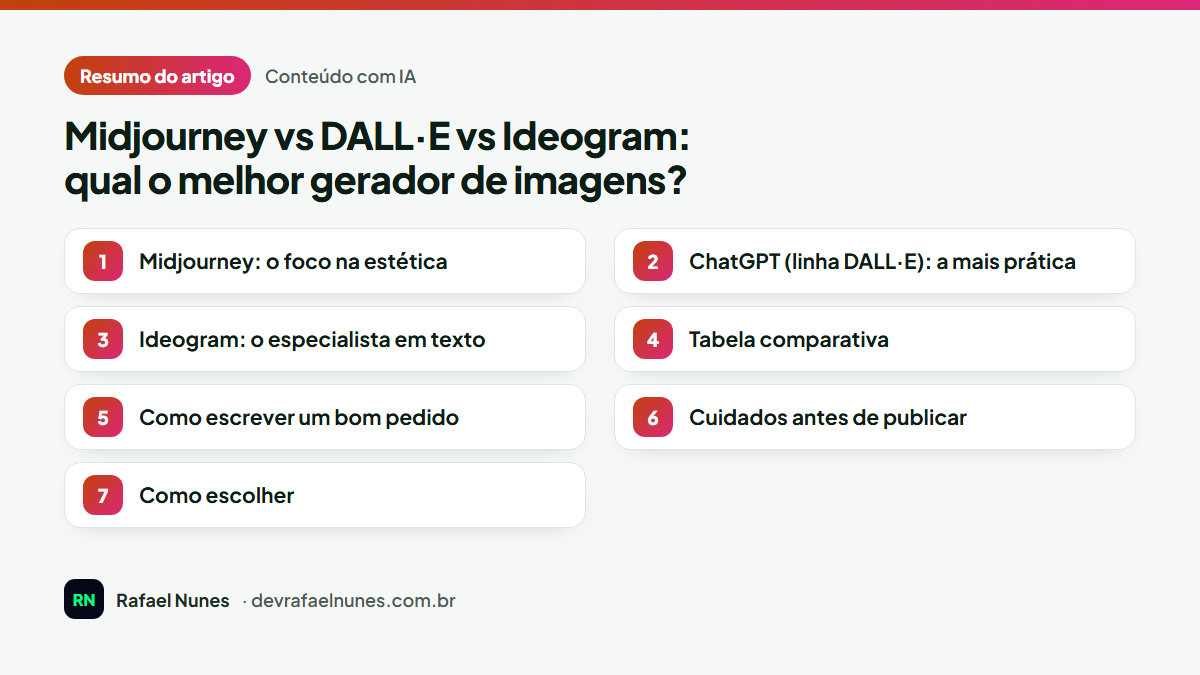 Resumo do artigo
Conteúdo com IA
Midjourney vs DALL·E vs Ideogram:
qual o melhor gerador de imagens?
1 Midjourney: o foco na estética
2 ChatGPT (linha DALL·E): a mais prática
3 Ideogram: o especialista em texto
4 Tabela comparativa
5 Como escrever um bom pedido
6 Cuidados antes de publicar
7 Como escolher
RN Rafael Nunes · devrafaelnunes.com.br